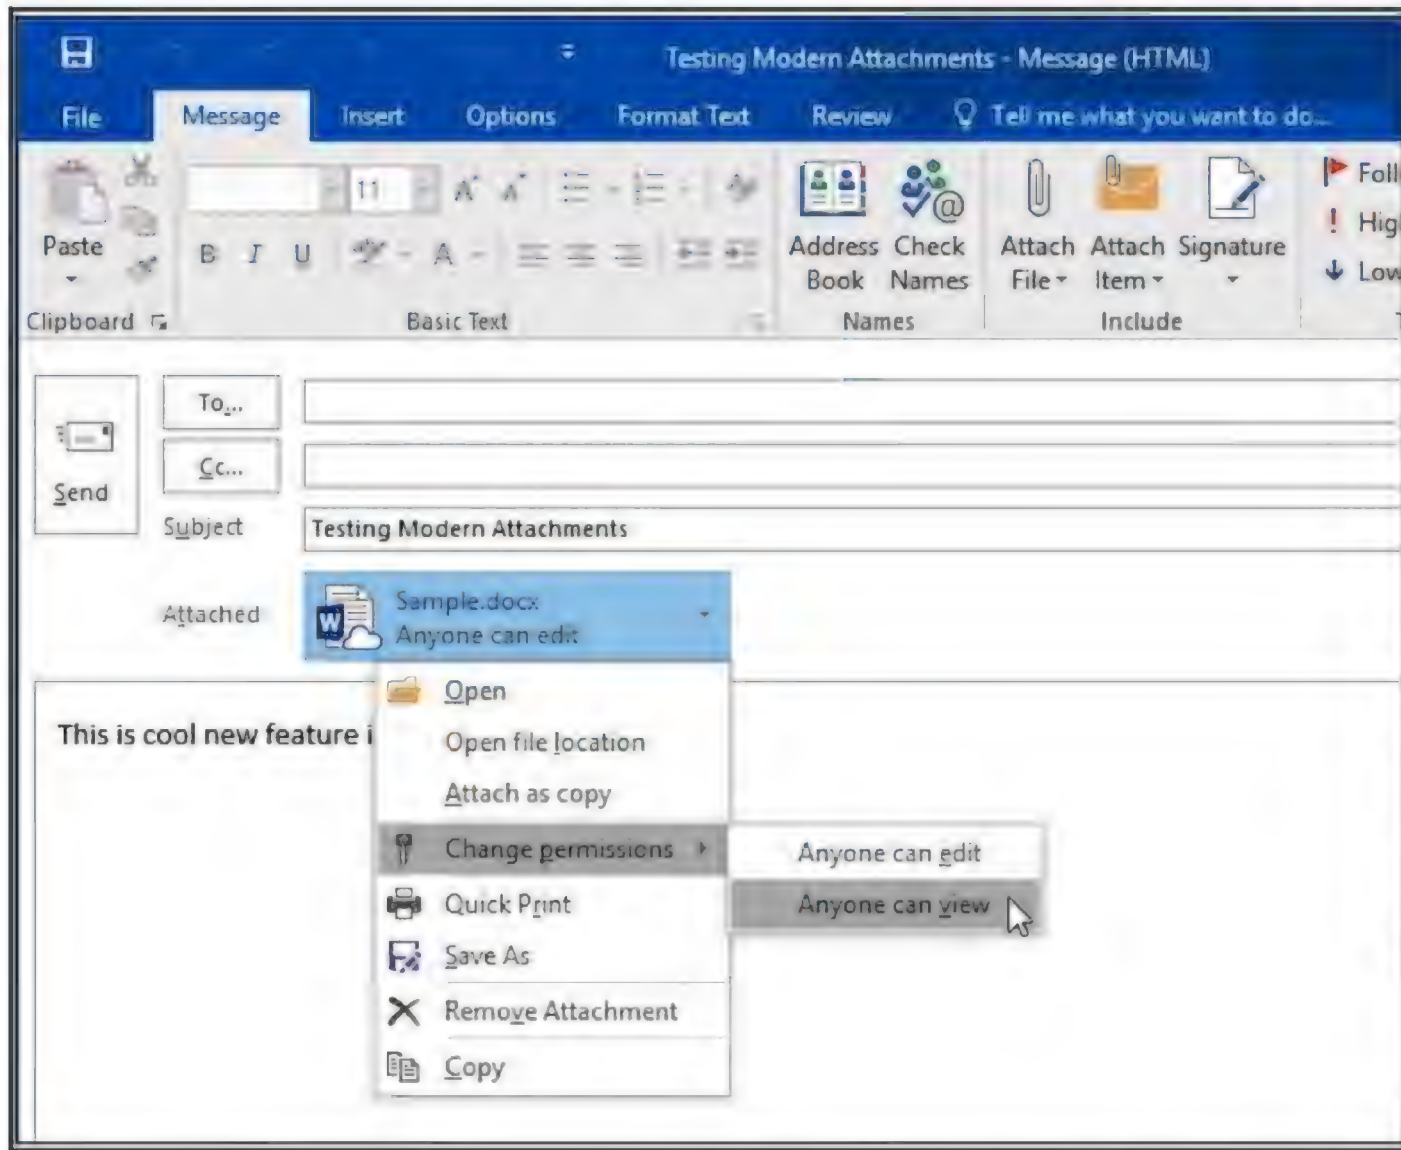 Testing Modern Attachments - Message (HTML)
File Message Insert Options Format Text Review Tell me what you want to do...
Paste
11
B I U A
Address Book
Check Names
Attach File
Attach Item
Signature
Foll
Hig
Low
Clipboard Basic Text Names Include
Send
To...
Cc...
Subject Testing Modern Attachments
Attached Sample.docx
Anyone can edit
This is cool new feature i
Open
Open file location
Attach as copy
Change permissions
Anyone can edit
Anyone can view
Quick Print
Save As
Remove Attachment
Copy